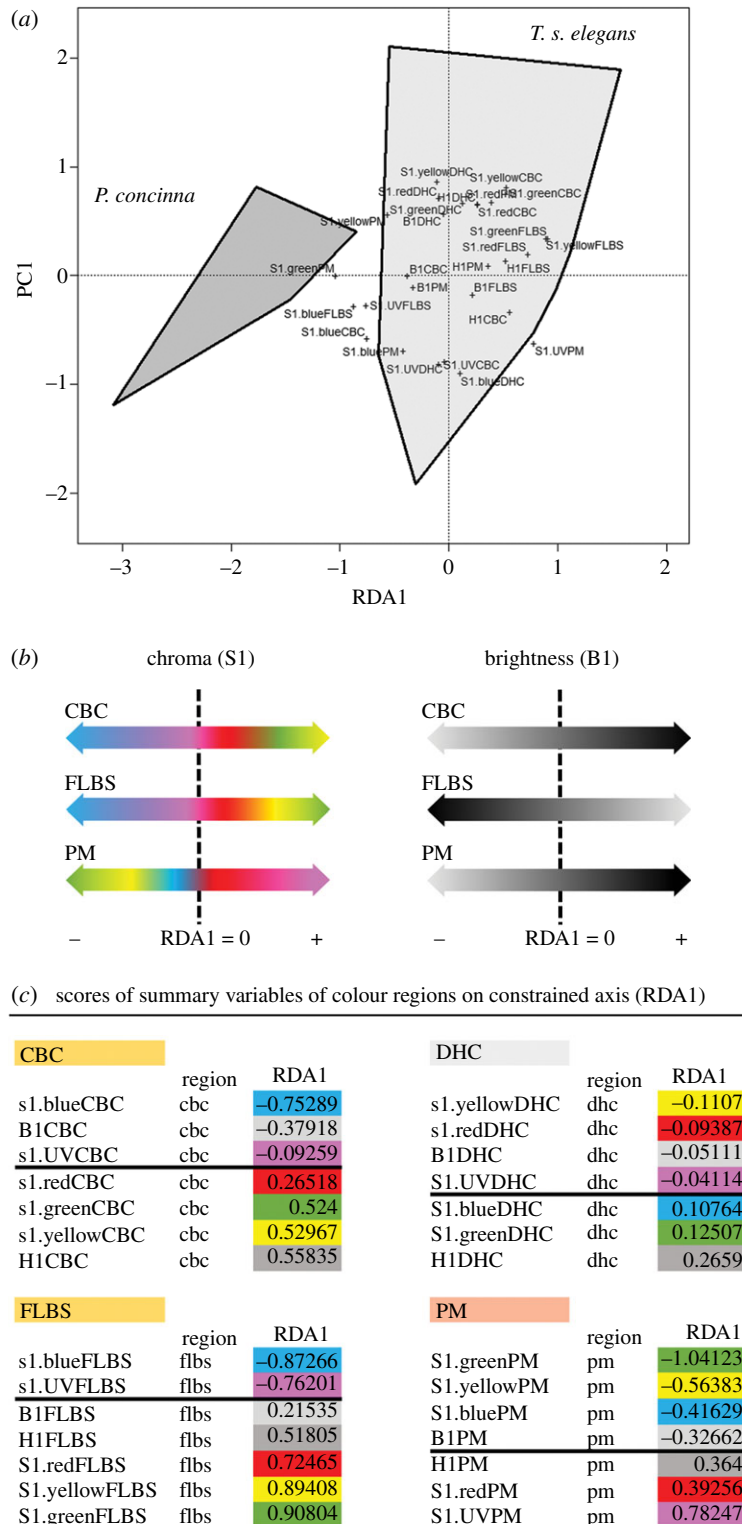 (a)
T. s. elegans
P. concinna
2
1
0
–1
–2
PC1
S1.yellowDHC
S1.yellowCBC
S1.redDHC
H1DHC
S1.redPM
S1.greenCBC
S1.greenDHC
S1.redCBC
S1.yellowPM
B1DHC
S1.greenFLBS
S1.redFLBS
S1.yellowFLBS
S1.greenPM
B1CBC
H1PM
H1FLBS
B1PM
B1FLBS
S1.UVFLBS
S1.blueFLBS
H1CBC
S1.blueCBC
S1.bluePM
S1.UVPM
S1.UVDHC
S1.UVCBC
S1.blueDHC
–3
–2
–1
0
1
2
RDA1
(b)
chroma (S1)
brightness (B1)
CBC
CBC
FLBS
FLBS
PM
PM
– RDA1 = 0 +
– RDA1 = 0 +
(c) scores of summary variables of colour regions on constrained axis (RDA1)
CBC
region RDA1
s1.blueCBC cbc –0.75289
B1CBC cbc –0.37918
s1.UVCBC cbc –0.09259
s1.redCBC cbc 0.26518
s1.greenCBC cbc 0.524
s1.yellowCBC cbc 0.52967
H1CBC cbc 0.55835
DHC
region RDA1
s1.yellowDHC dhc –0.1107
s1.redDHC dhc –0.09387
B1DHC dhc –0.05111
S1.UVDHC dhc –0.04114
S1.blueDHC dhc 0.10764
S1.greenDHC dhc 0.12507
H1DHC dhc 0.2659
FLBS
region RDA1
s1.blueFLBS flbs –0.87266
s1.UVFLBS flbs –0.76201
B1FLBS flbs 0.21535
H1FLBS flbs 0.51805
S1.redFLBS flbs 0.72465
S1.yellowFLBS flbs 0.89408
S1.greenFLBS flbs 0.90804
PM
region RDA1
S1.greenPM pm –1.04123
S1.yellowPM pm –0.56383
S1.bluePM pm –0.41629
B1PM pm –0.32662
H1PM pm 0.364
S1.redPM pm 0.39256
S1.UVPM pm 0.78247